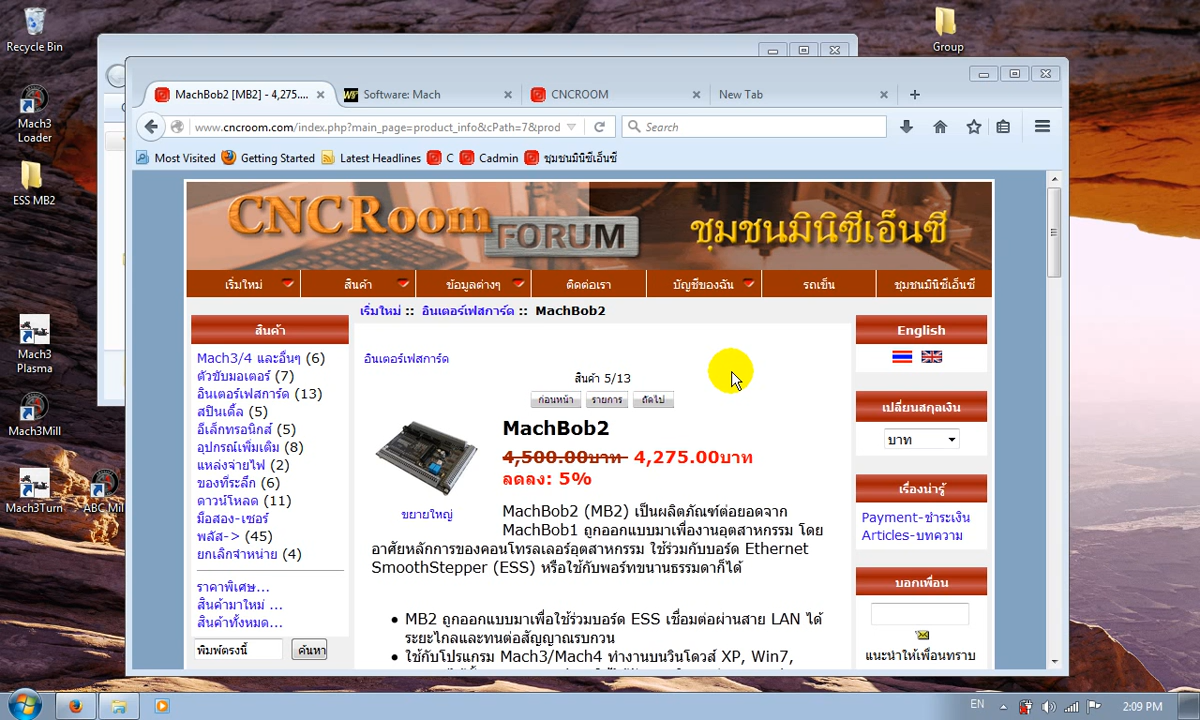 Recycle Bin
Group
Mach3
Loader
ESS MB2
Mach3
Plasma
Mach3Mill
Mach3Turn
ABC Mil
MachBob2 [MB2] - 4,275....
Software: Mach
CNCROOM
New Tab
www.cncroom.com/index.php?main_page=product_info&cPath=7&prod
Search
Most Visited
Getting Started
Latest Headlines
C
Cadmin
ชุมชนมินิซีเอ็นซี
CNCRoom
FORUM
ชุมชนมินิซีเอ็นซี
เริ่มใหม่
สินค้า
ข้อมูลต่างๆ
ติดต่อเรา
บัญชีของฉัน
รถเข็น
ชุมชนมินิซีเอ็นซี
สินค้า
Mach3/4 และอื่นๆ (6)
ตัวขับมอเตอร์ (7)
อินเตอร์เฟสการ์ด (13)
สปินเดิ้ล (5)
อีเล็กทรอนิกส์ (5)
อุปกรณ์เพิ่มเติม (8)
แหล่งจ่ายไฟ (2)
ของที่ระลึก (6)
ดาวน์โหลด (11)
มือสอง-เซอร์
พลัส-> (45)
ยกเลิกจำหน่าย (4)
ราคาพิเศษ...
สินค้ามาใหม่ ...
สินค้าทั้งหมด...
พิมพ์ตรงนี้
ค้นหา
เริ่มใหม่ :: อินเตอร์เฟสการ์ด :: MachBob2
อินเตอร์เฟสการ์ด
สินค้า 5/13
ก่อนหน้า
รายการ
ถัดไป
MachBob2
4,500.00บาท 4,275.00บาท
ลดลง: 5%
ขยายใหญ่
MachBob2 (MB2) เป็นผลิตภัณฑ์ต่อยอดจาก
MachBob1 ถูกออกแบบมาเพื่องานอุตสาหกรรม โดย
อาศัยหลักการของคอนโทรลเลอร์อุตสาหกรรม ใช้ร่วมกับบอร์ด Ethernet
SmoothStepper (ESS) หรือใช้กับพอร์ทขนานธรรมดาก็ได้
• MB2 ถูกออกแบบมาเพื่อใช้ร่วมบอร์ด ESS เชื่อมต่อผ่านสาย LAN ได้
ระยะไกลและทนต่อสัญญาณรบกวน
• ใช้กับโปรแกรม Mach3/Mach4 ทำงานบนวินโดวส์ XP, Win7,
English
เปลี่ยนสกุลเงิน
บาท
เรื่องน่ารู้
Payment-ชำระเงิน
Articles-บทความ
บอกเพื่อน
แนะนำให้เพื่อนทราบ
EN
2:09 PM